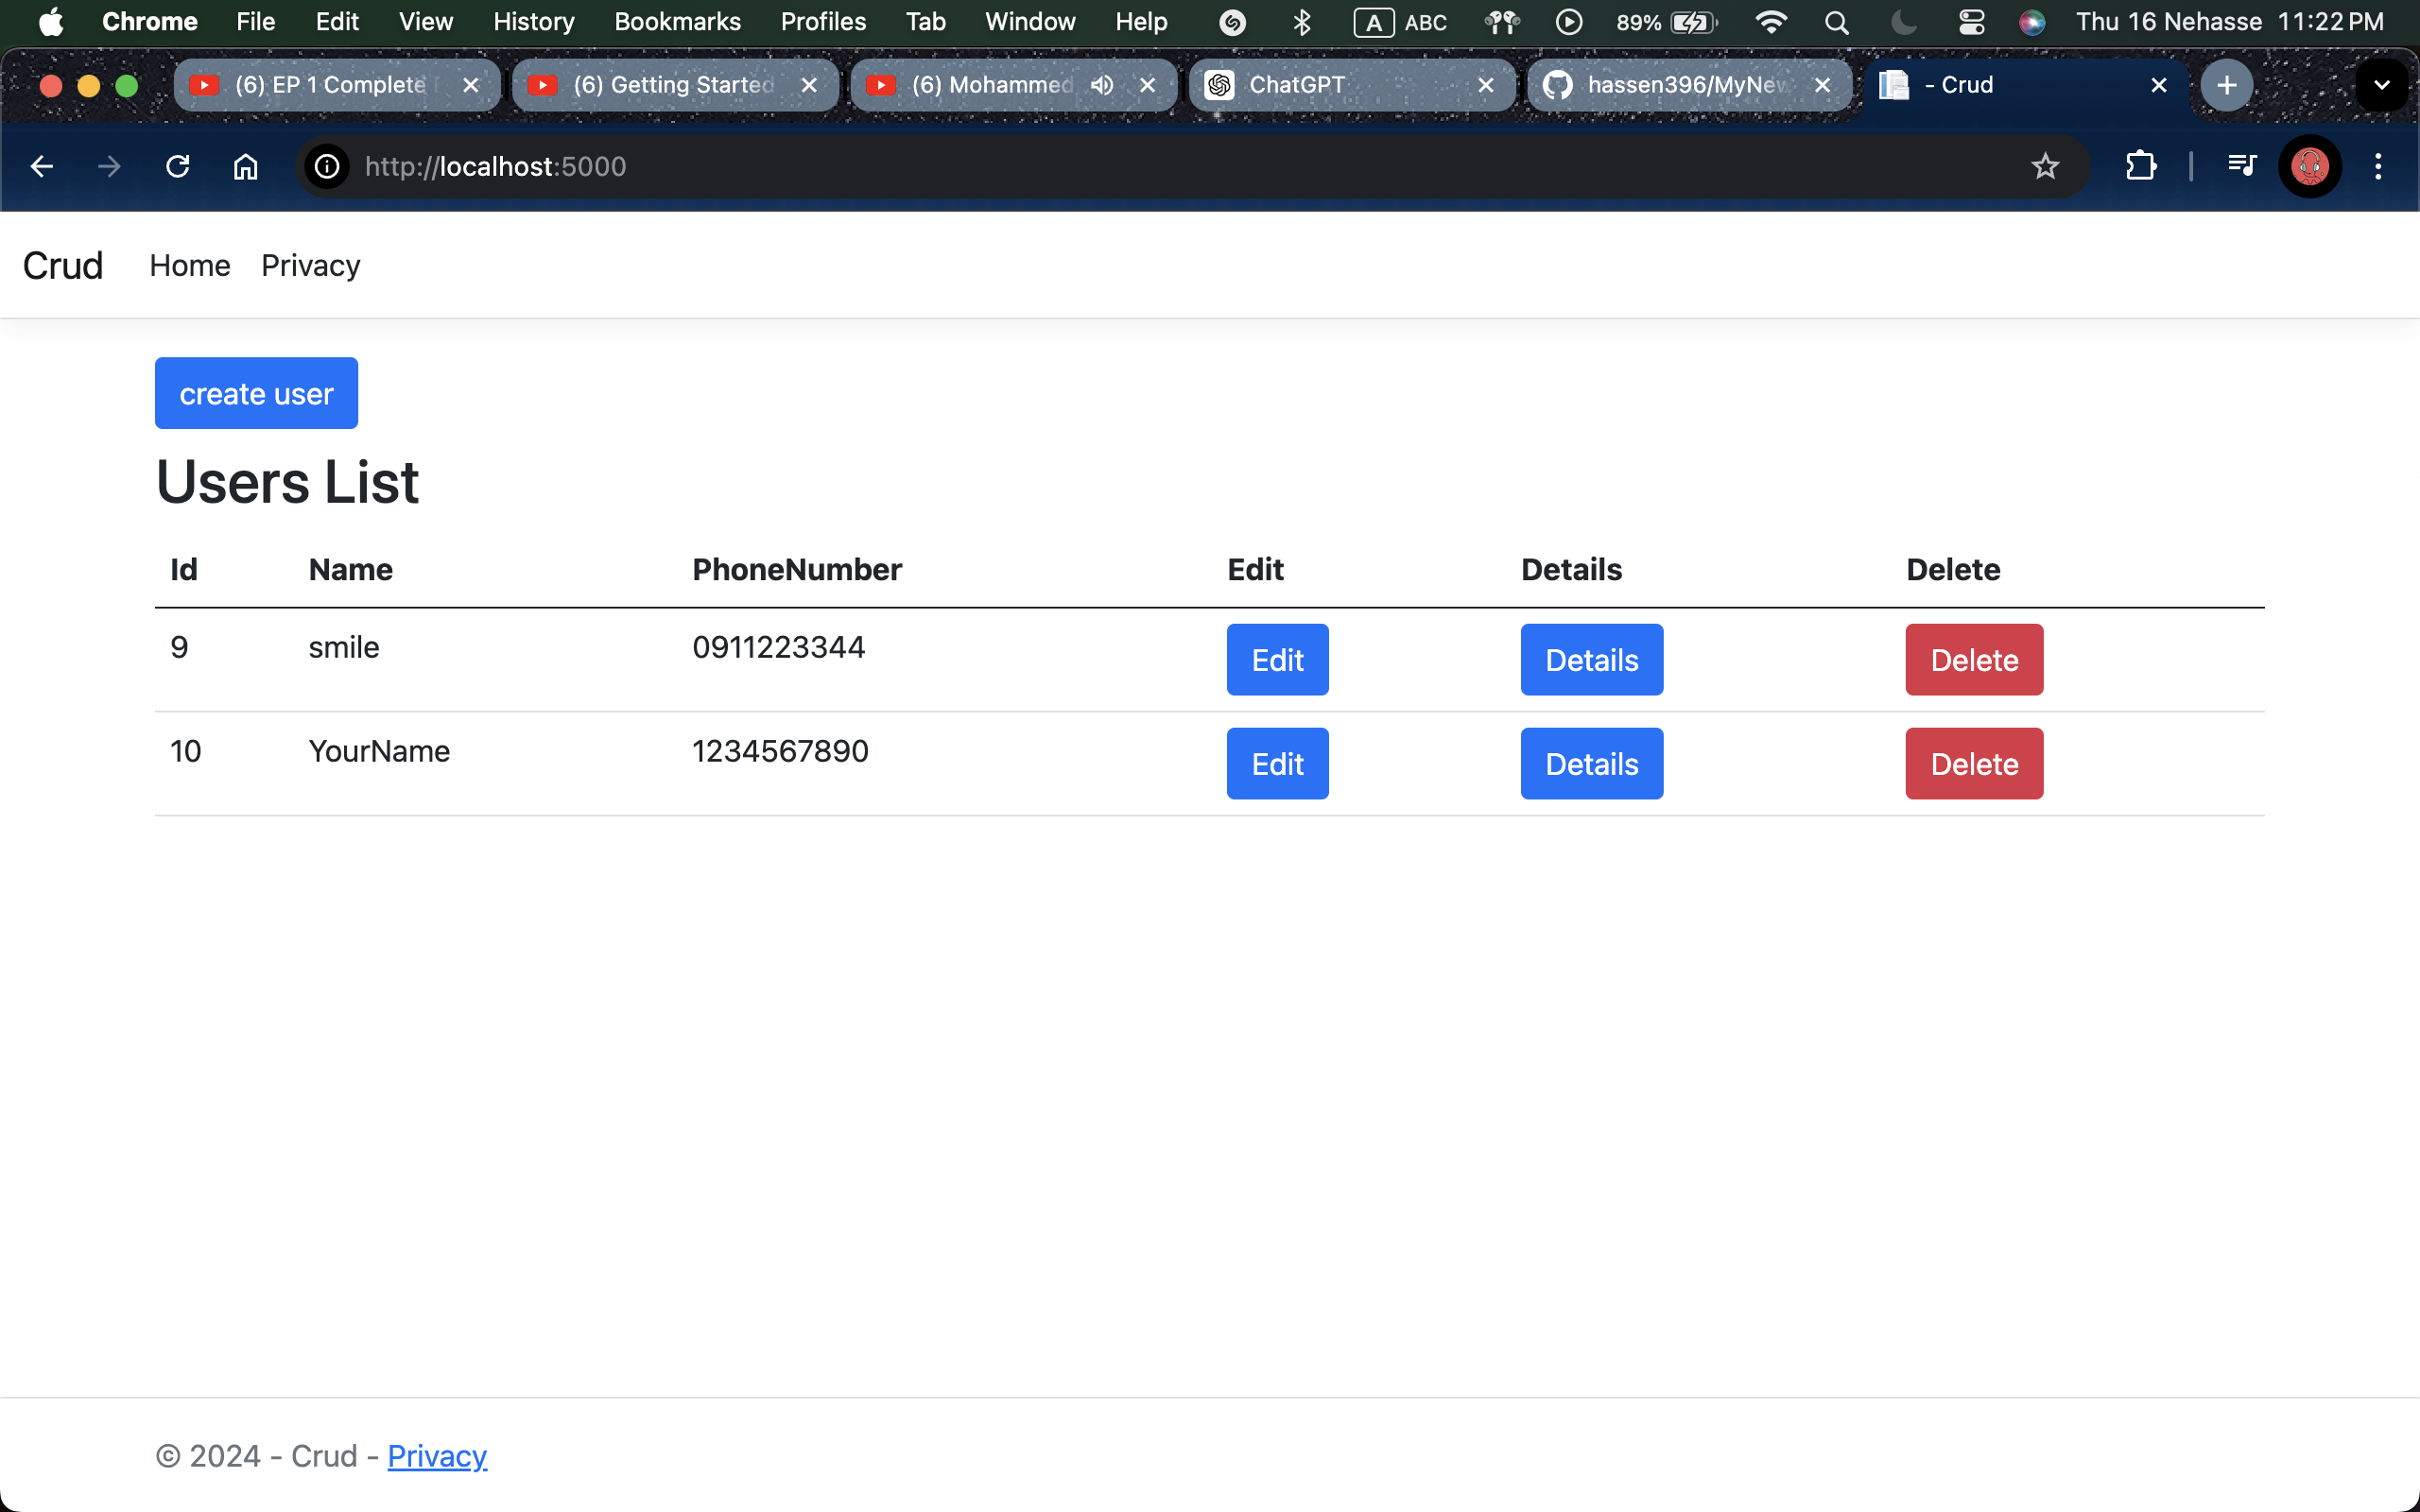 Chrome File Edit View History Bookmarks Profiles Tab Window Help A ABC 89% Thu 16 Nehasse 11:22 PM
(6) EP 1 Complete (6) Getting Started (6) Mohammed ChatGPT hassen396/MyNew - Crud
http://localhost:5000
Crud Home Privacy
create user
Users List
Id Name PhoneNumber Edit Details Delete
9 smile 0911223344 Edit Details Delete
10 YourName 1234567890 Edit Details Delete
© 2024 - Crud - Privacy